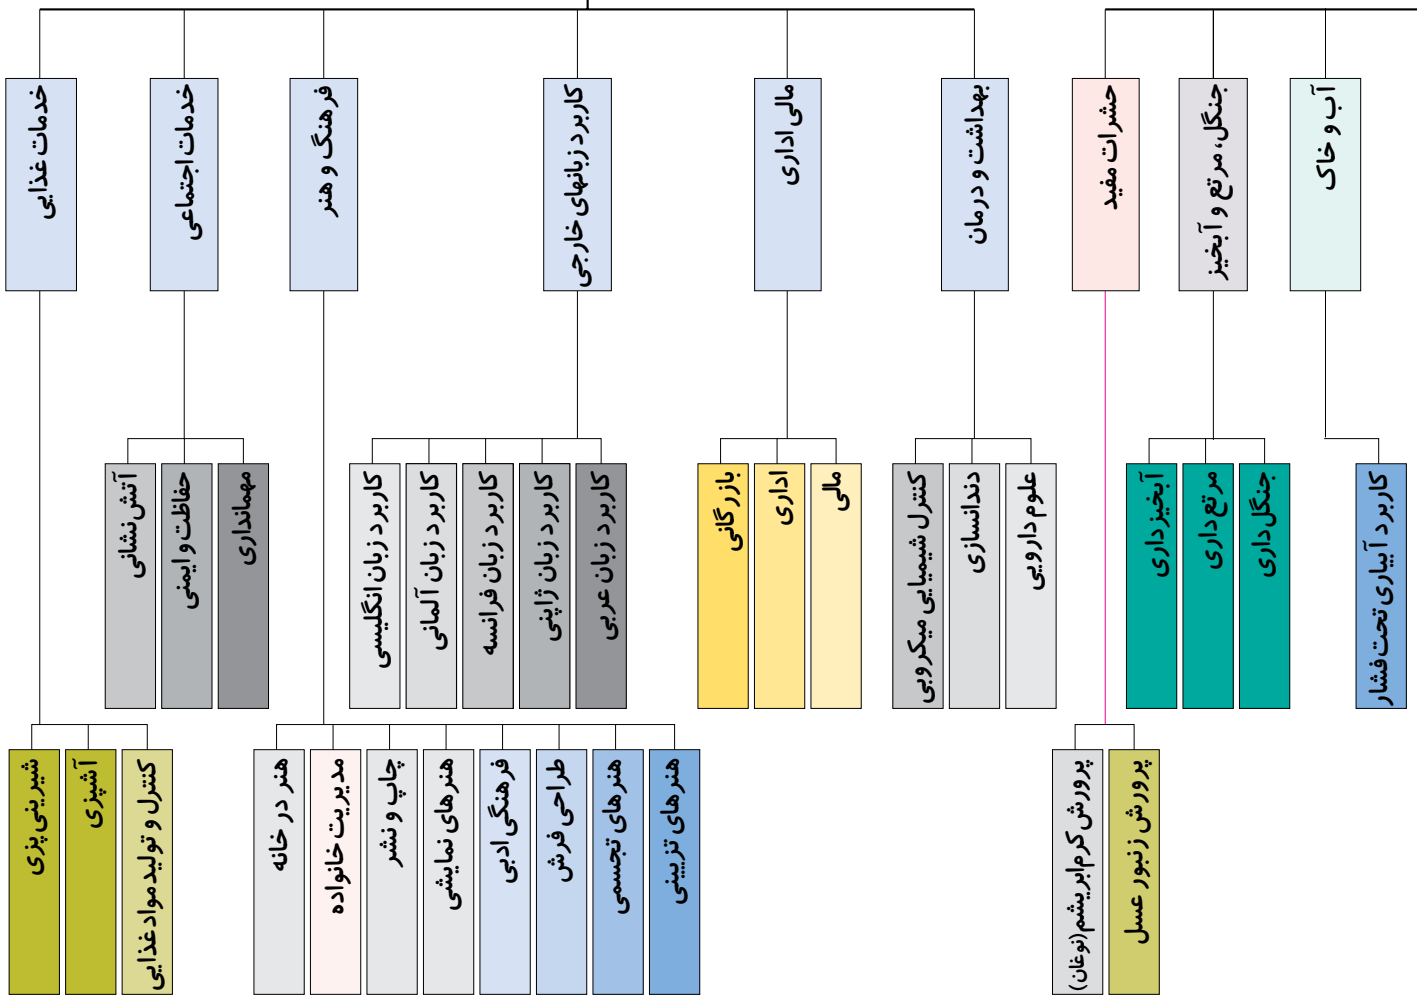 آب و خاک
جنگل، مرتع و آبخیز
حشرات مفید
بهداشت و درمان
مالی اداری
کاربرد زبانهای خارجی
فرهنگ و هنر
خدمات اجتماعی
خدمات غذایی
کاربرد آبیاری تحت فشار
جنگل داری
مرتع داری
آبخیز داری
علوم دارویی
دندانسازی
کنترل شیمیایی میکروبی
مالی
اداری
بازرگانی
کاربرد زبان عربی
کاربرد زبان ژاپنی
کاربرد زبان فرانسه
کاربرد زبان آلمانی
کاربرد زبان انگلیسی
مهمانداری
حفاظت و ایمنی
آتش نشانی
پرورش زنبور عسل
پرورش کرم ابریشم (نوغان)
هنرهای تزیینی
هنرهای تجسمی
طراحی فرش
فرهنگی ادبی
هنرهای نمایشی
چاپ و نشر
مدیریت خانواده
هنر در خانه
کنترل و تولید مواد غذایی
آشپزی
شیرینی پزی